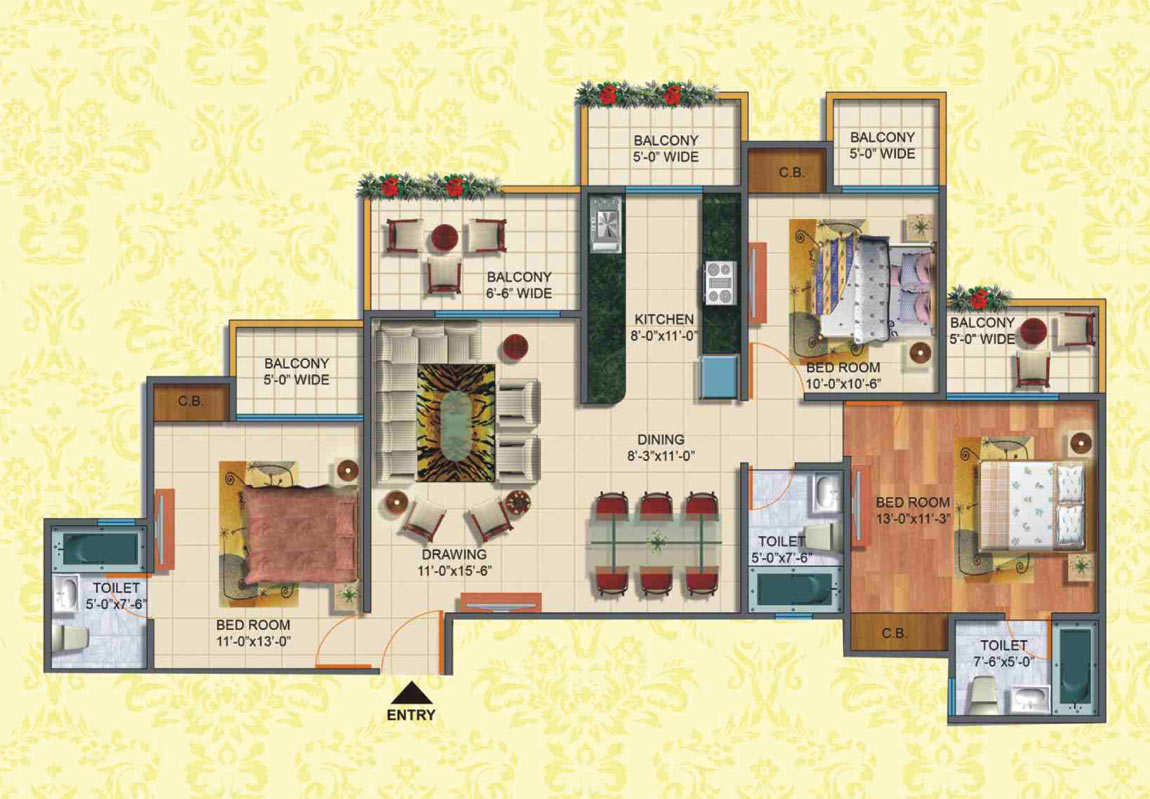 BALCONY
5'-0" WIDE
BALCONY
5'-0" WIDE
C.B.
BALCONY
6'-6" WIDE
KITCHEN
8'-0"x11'-0"
BALCONY
5'-0" WIDE
BED ROOM
10'-0"x10'-6"
BALCONY
5'-0" WIDE
C.B.
DINING
8'-3"x11'-0"
BED ROOM
13'-0"x11'-3"
DRAWING
11'-0"x15'-6"
TOILET
5'-0"x7'-6"
TOILET
5'-0"x7'-6"
BED ROOM
11'-0"x13'-0"
C.B.
TOILET
7'-6"x5'-0"
ENTRY